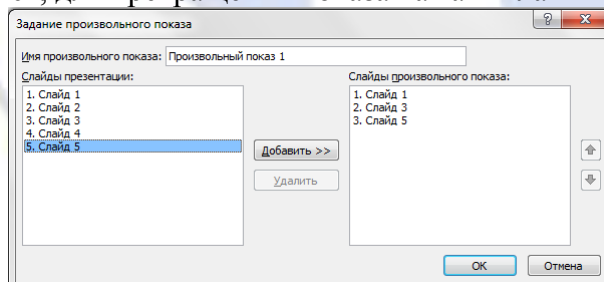 Задание произвольного показа
Имя произвольного показа: Произвольный показ 1
Слайды презентации:
1. Слайд 1
2. Слайд 2
3. Слайд 3
4. Слайд 4
5. Слайд 5
Добавить >>
Удалить
Слайды произвольного показа:
1. Слайд 1
2. Слайд 3
3. Слайд 5
ОК
Отмена